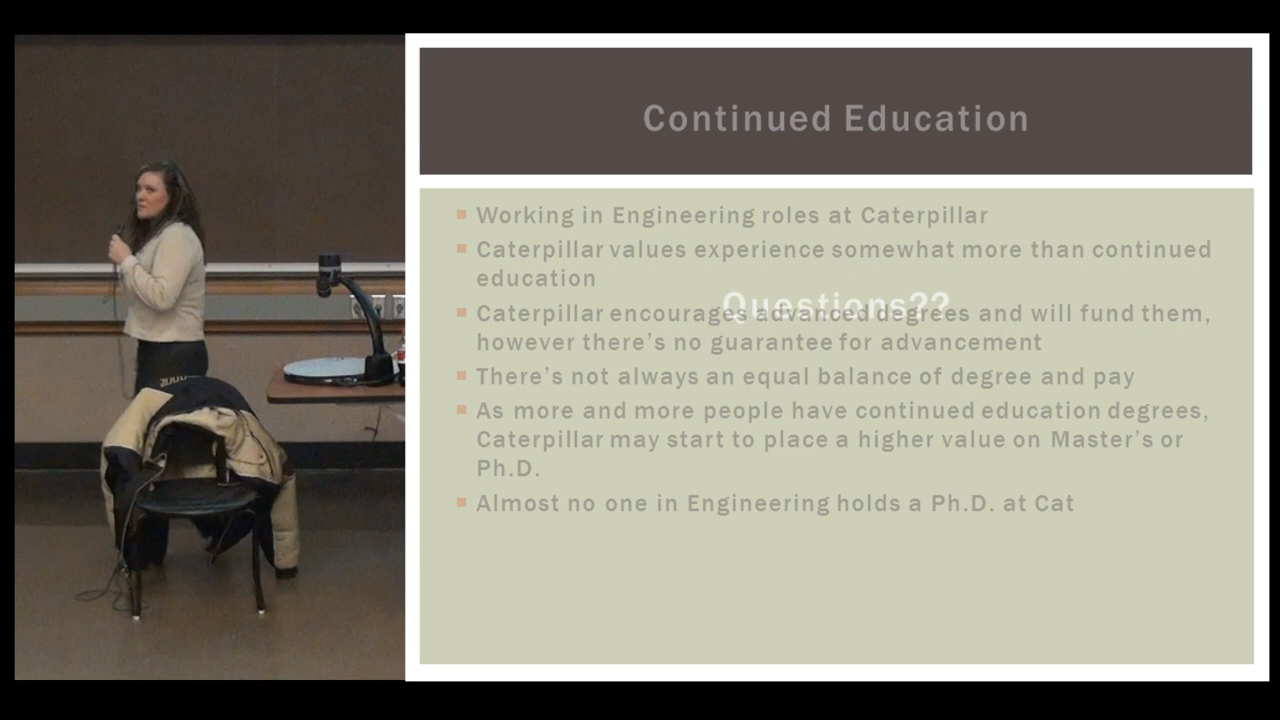 Continued Education
Working in Engineering roles at Caterpillar
Caterpillar values experience somewhat more than continued
education
Questions??
Caterpillar encourages advanced degrees and will fund them,
however there's no guarantee for advancement
There's not always an equal balance of degree and pay
As more and more people have continued education degrees,
Caterpillar may start to place a higher value on Master's or
Ph.D.
Almost no one in Engineering holds a Ph.D. at Cat